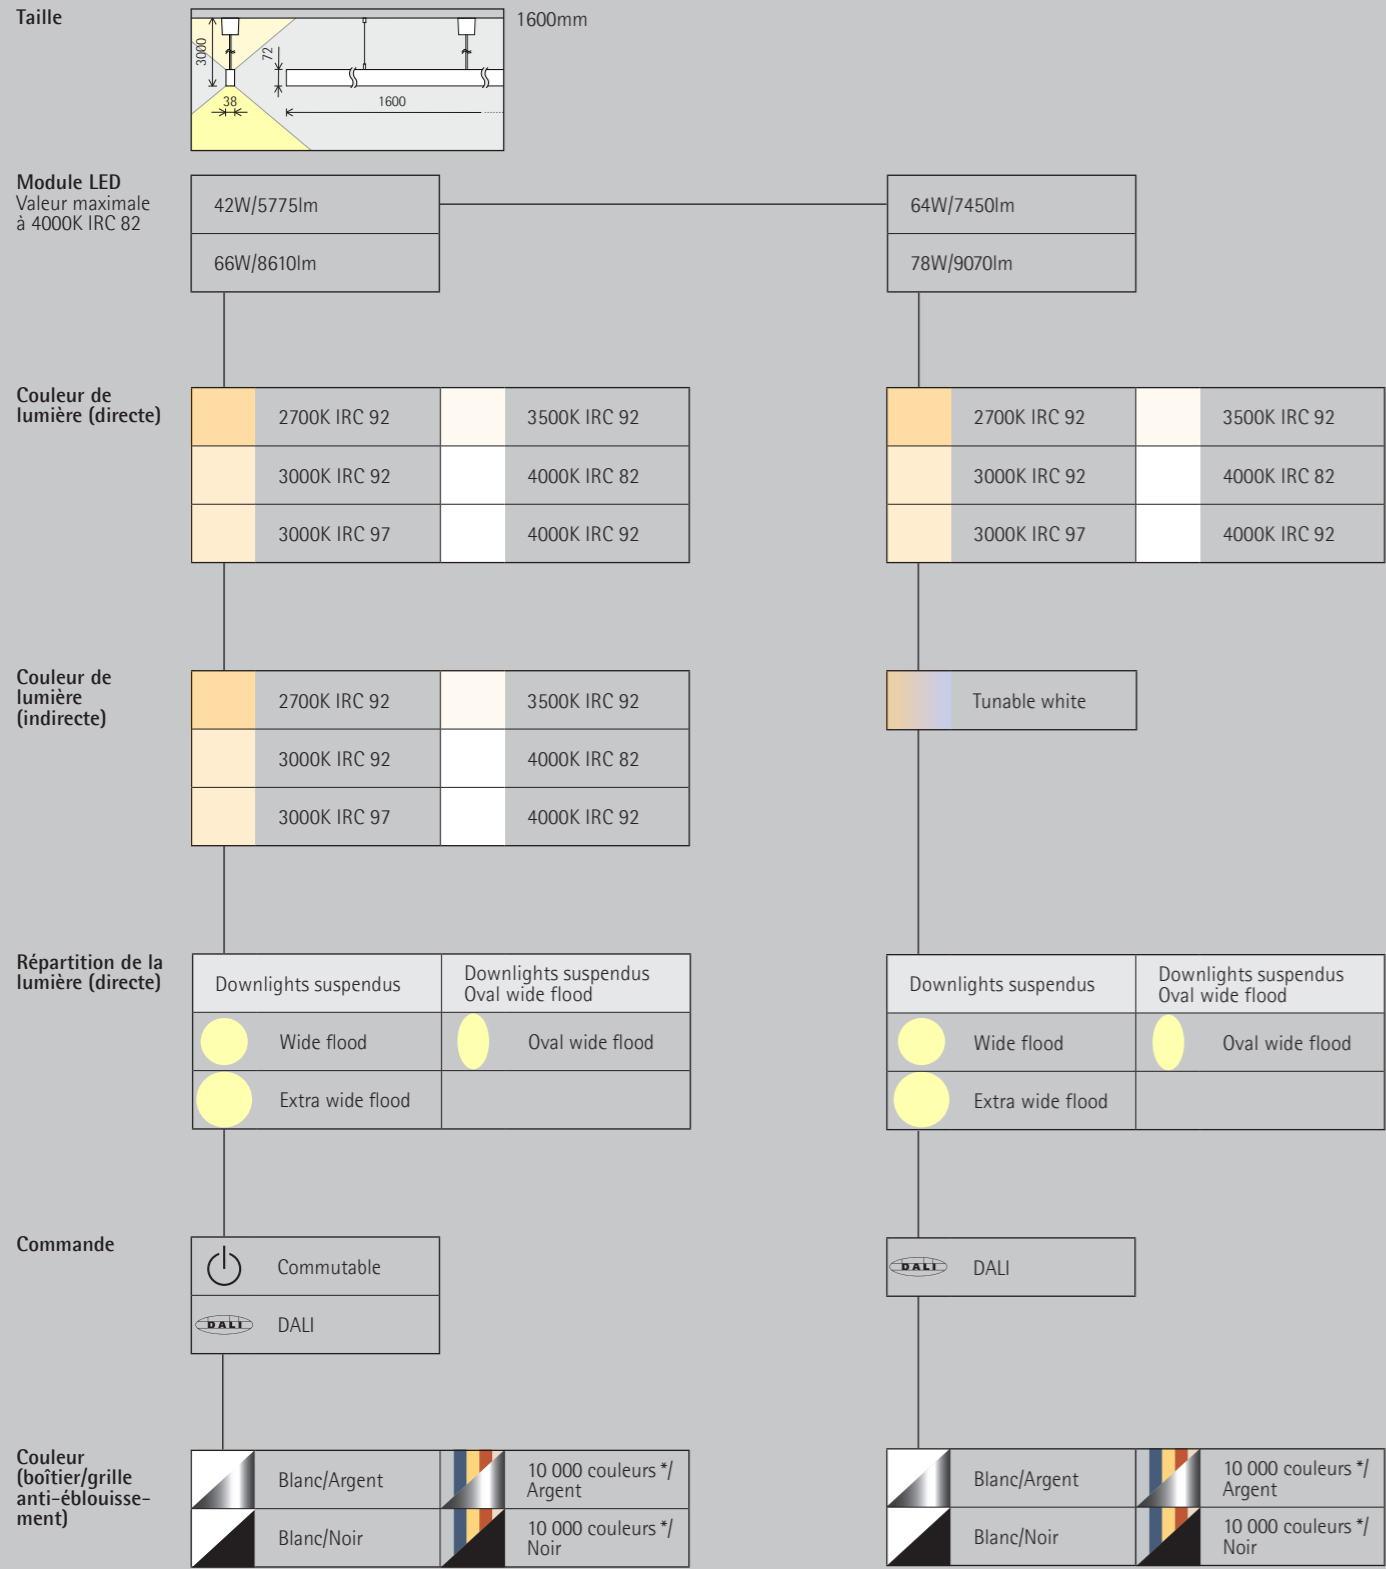 Taille
1600mm
3000
72
38
1600
Module LED
Valeur maximale
à 4000K IRC 82
42W/5775lm
64W/7450lm
66W/8610lm
78W/9070lm
Couleur de
lumière (directe)
2700K IRC 92
3500K IRC 92
3000K IRC 92
4000K IRC 82
3000K IRC 97
4000K IRC 92
2700K IRC 92
3500K IRC 92
3000K IRC 92
4000K IRC 82
3000K IRC 97
4000K IRC 92
Couleur de
lumière
(indirecte)
2700K IRC 92
3500K IRC 92
3000K IRC 92
4000K IRC 82
3000K IRC 97
4000K IRC 92
Tunable white
Répartition de la
lumière (directe)
Downlights suspendus
Downlights suspendus
Oval wide flood
Wide flood
Oval wide flood
Extra wide flood
Downlights suspendus
Downlights suspendus
Oval wide flood
Wide flood
Oval wide flood
Extra wide flood
Commande
Commutable
DALI
DALI
DALI
DALI
Couleur
(boîtier/grille
anti-éblouisse-
ment)
Blanc/Argent
10 000 couleurs */
Argent
Blanc/Noir
10 000 couleurs */
Noir
Blanc/Argent
10 000 couleurs */
Argent
Blanc/Noir
10 000 couleurs */
Noir